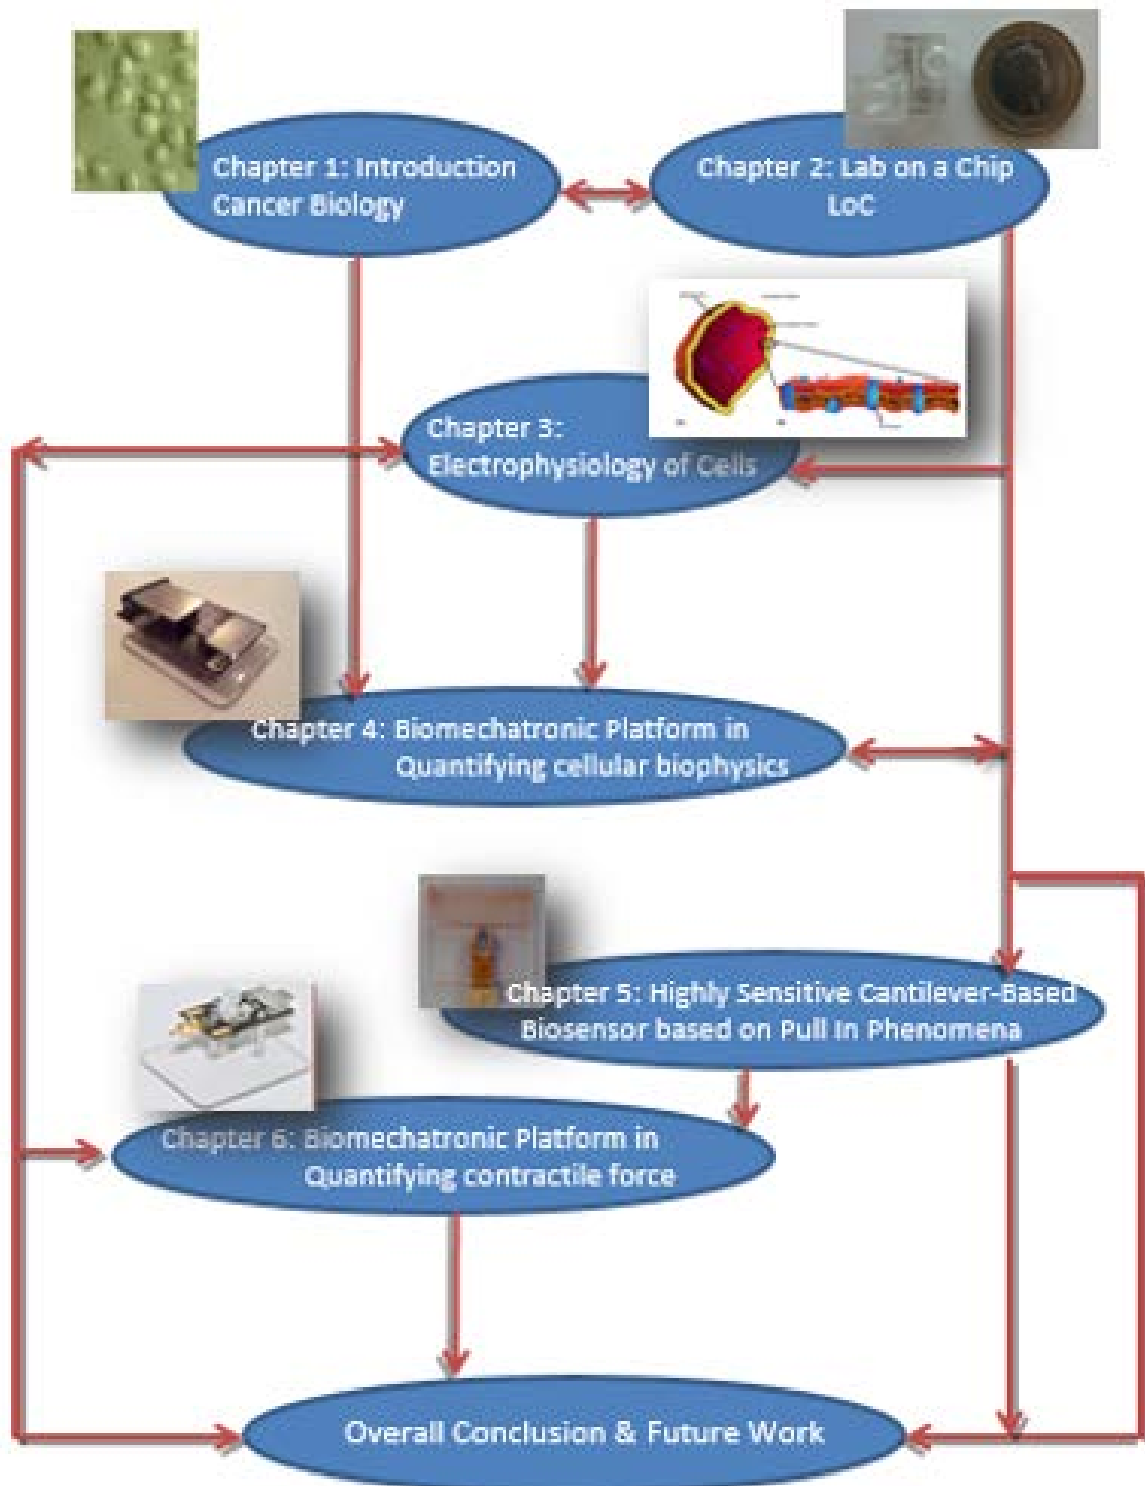 Chapter 1: Introduction
Cancer Biology
Chapter 2: Lab on a Chip
LoC
Chapter 3:
Electrophysiology of Cells
Chapter 4: Biomechatronic Platform in
Quantifying cellular biophysics
Chapter 5: Highly Sensitive Cantilever-Based
Biosensor based on Pull In Phenomena
Chapter 6: Biomechatronic Platform in
Quantifying contractile force
Overall Conclusion & Future Work